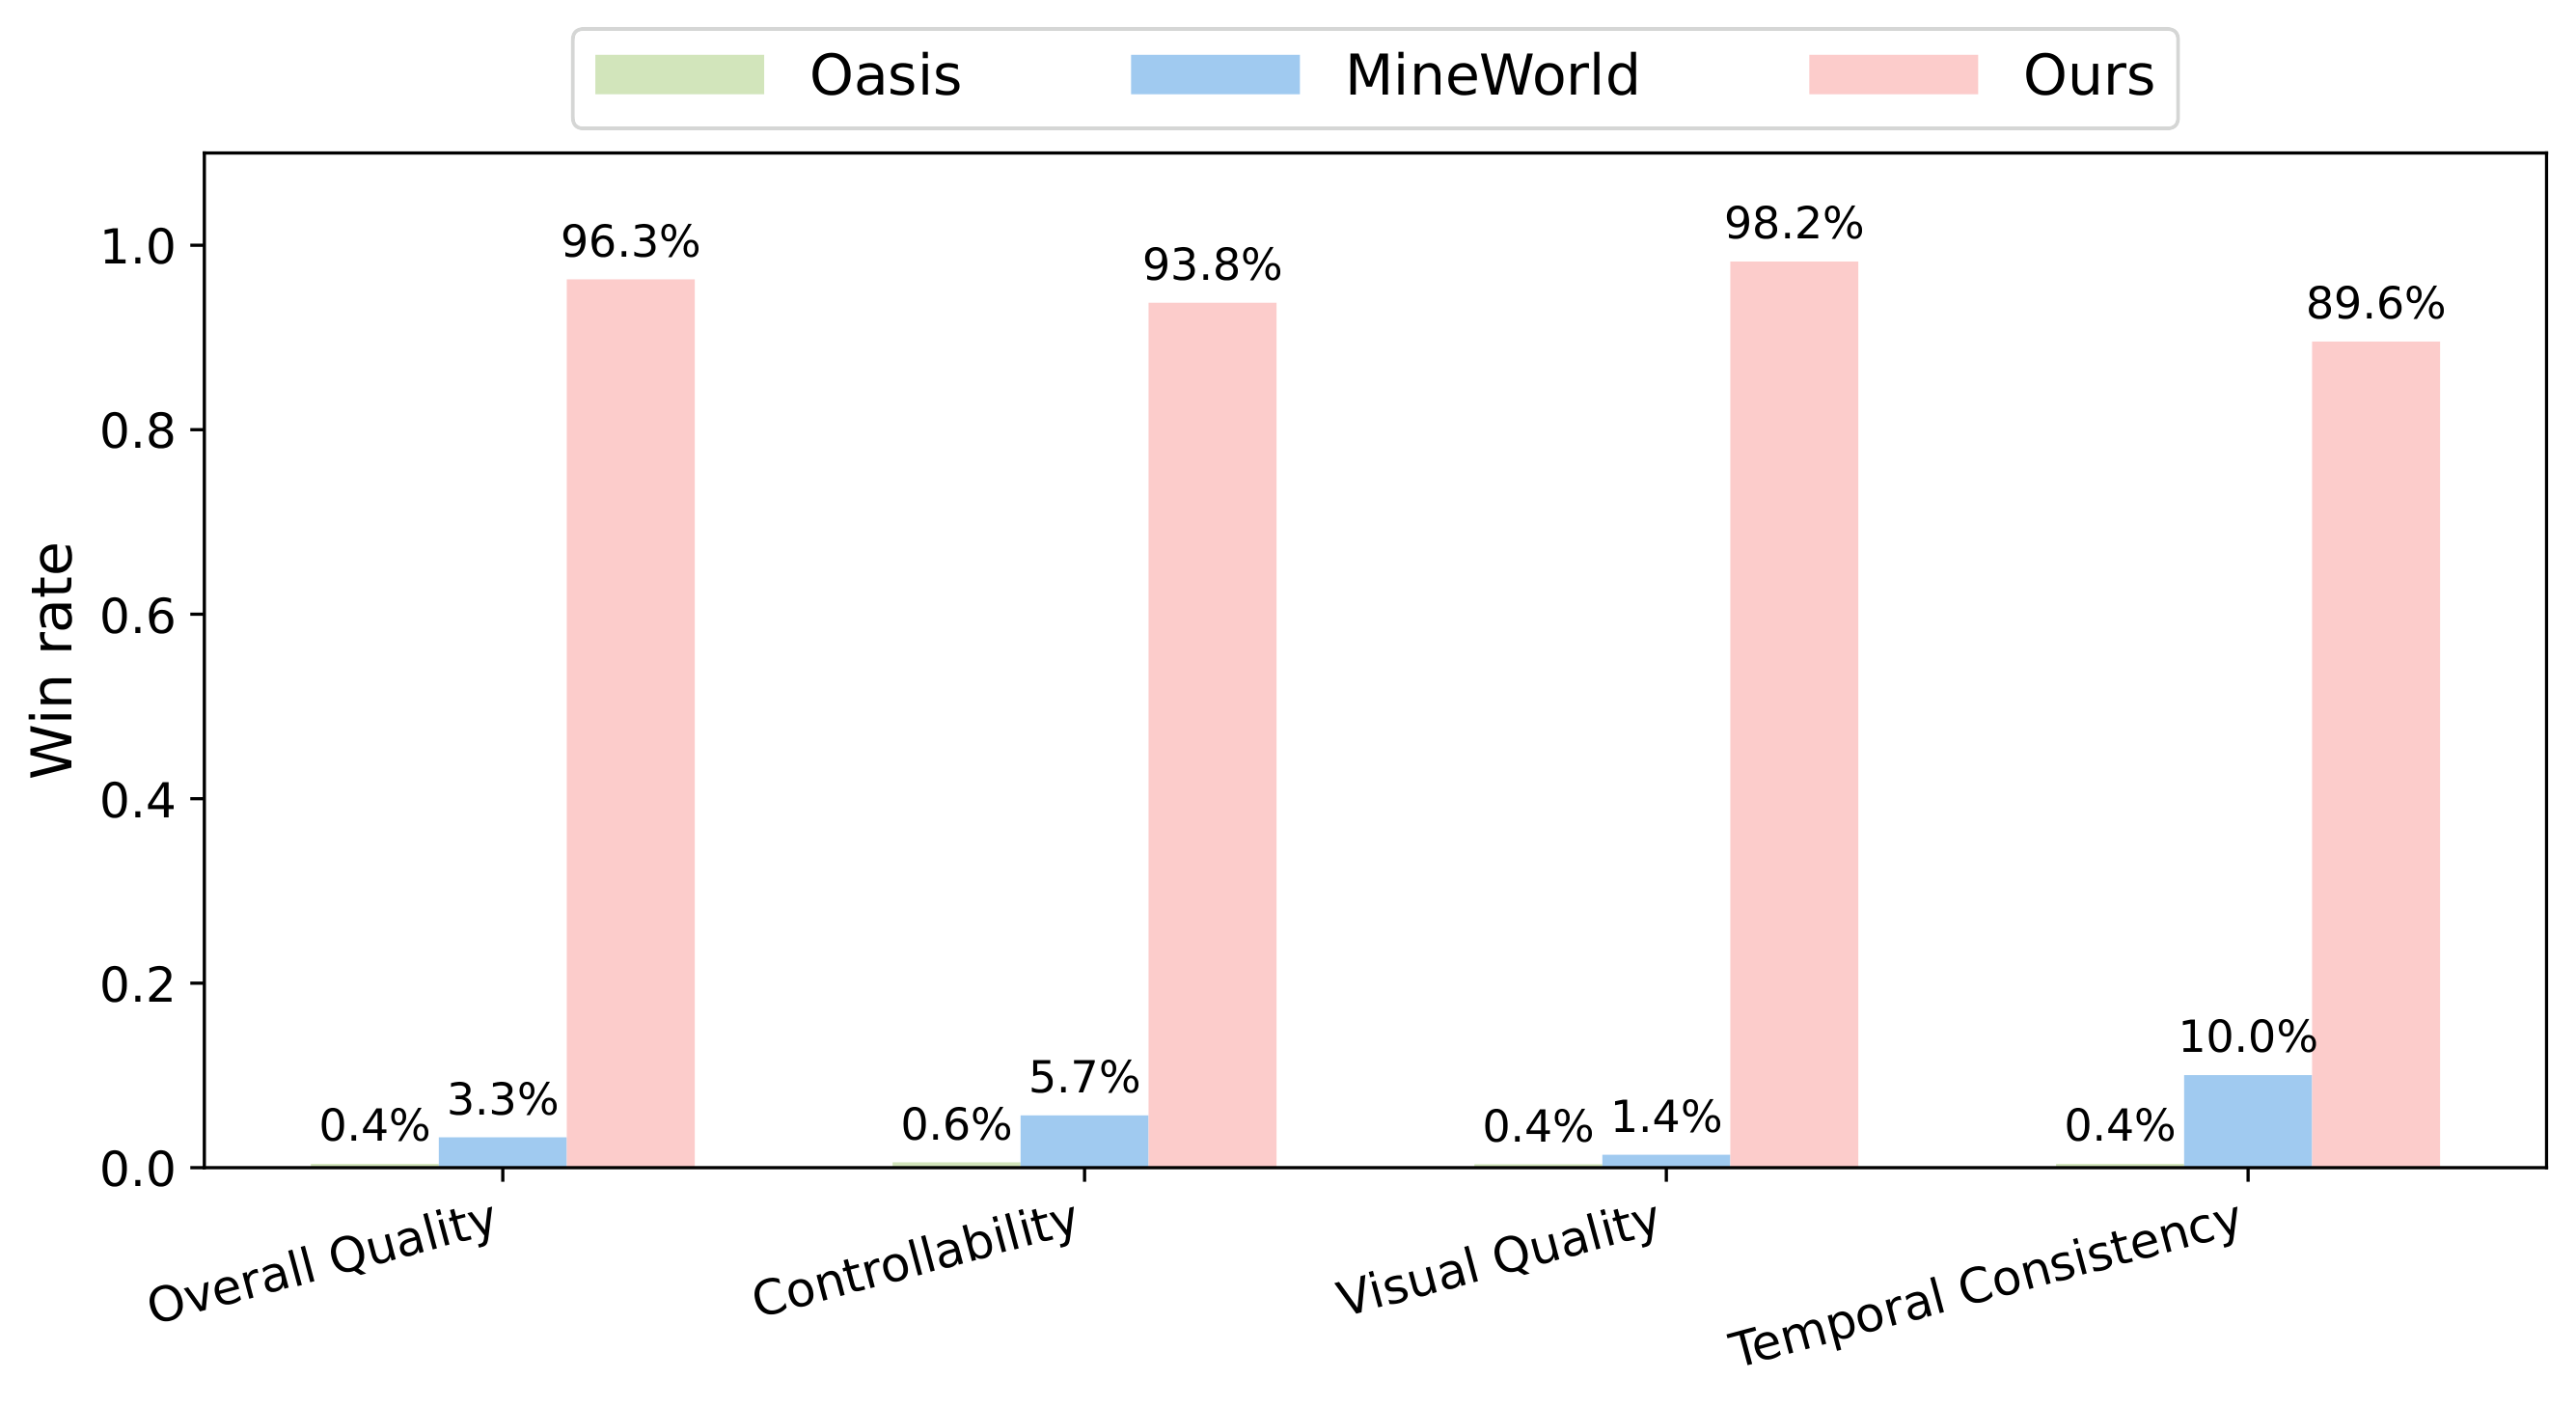 Oasis MineWorld Ours
Win rate
1.0
0.8
0.6
0.4
0.2
0.0
0.4% 3.3% 96.3%
0.6% 5.7% 93.8%
0.4% 1.4% 98.2%
0.4% 10.0% 89.6%
Overall Quality
Controllability
Visual Quality
Temporal Consistency